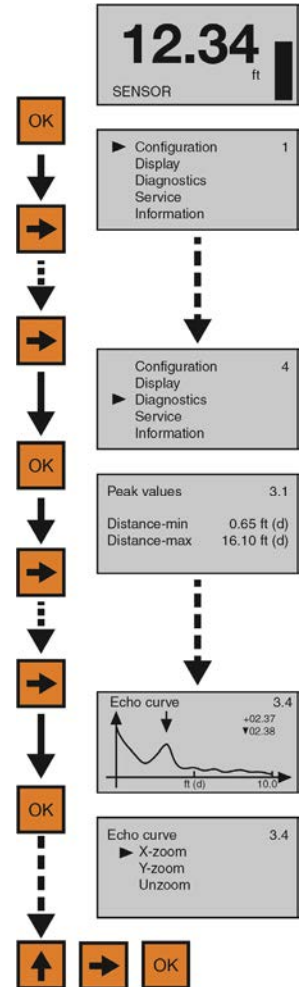 12.34
ft
SENSOR
OK
Configuration 1
Display
Diagnostics
Service
Information
Configuration 4
Display
Diagnostics
Service
Information
OK
Peak values 3.1
Distance-min 0.65 ft (d)
Distance-max 16.10 ft (d)
Echo curve 3.4
+02.37
▼02.38
ft (d) 10.0
OK
Echo curve 3.4
X-zoom
Y-zoom
Unzoom
OK